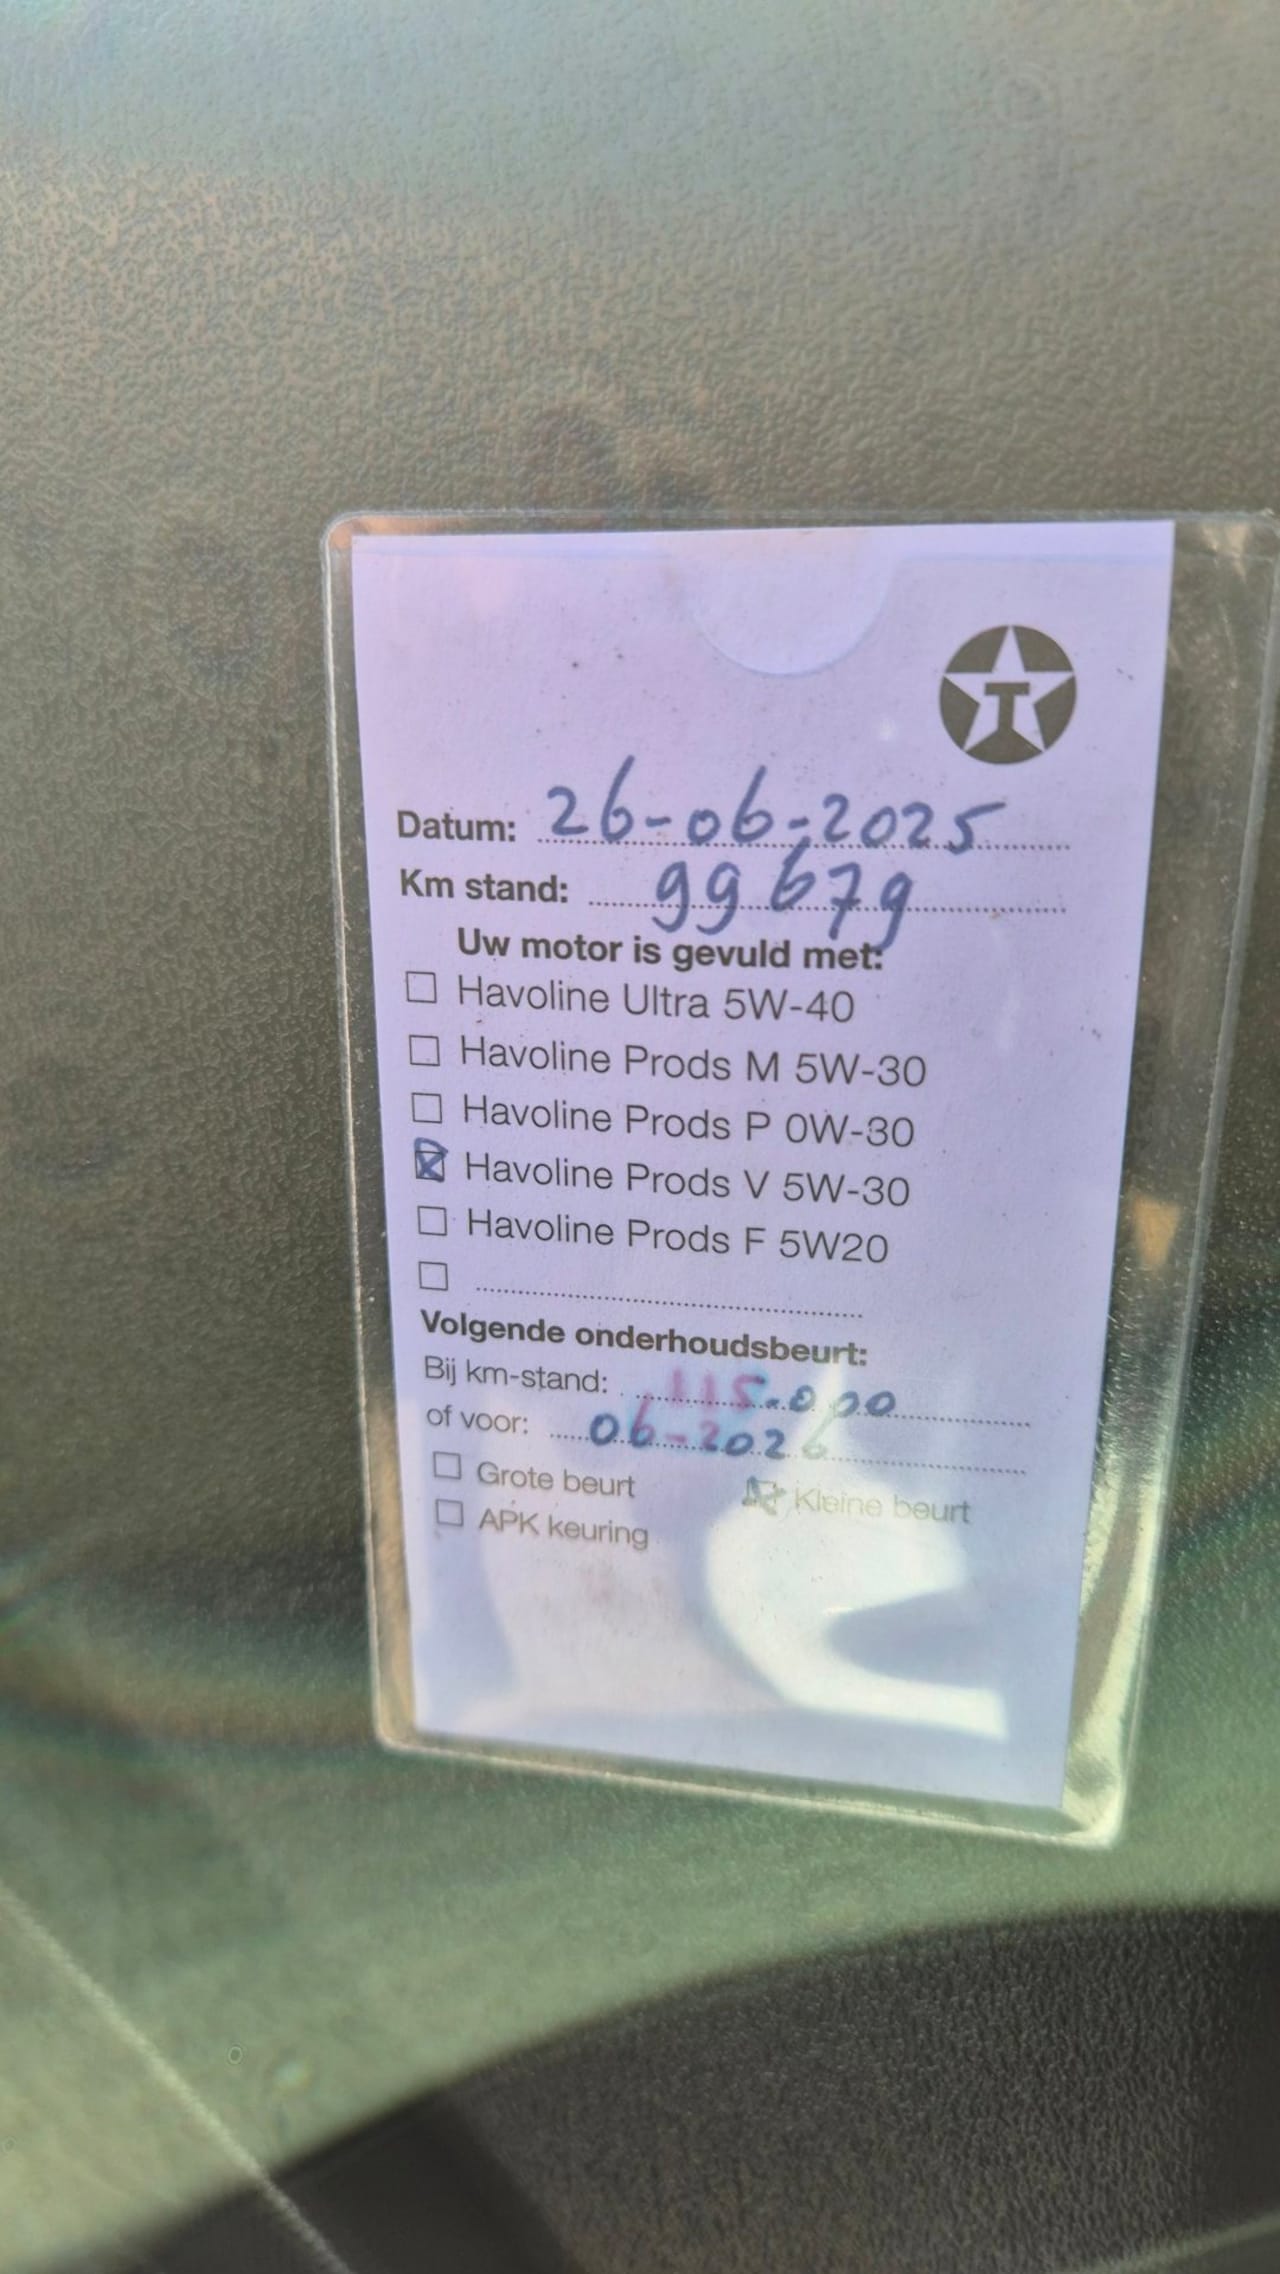 T
Datum: 26-06-2025
Km stand: 99679
Uw motor is gevuld met:
Havoline Ultra 5W-40
Havoline Prods M 5W-30
Havoline Prods P 0W-30
Havoline Prods V 5W-30
Havoline Prods F 5W20
Volgende onderhoudsbeurt:
Bij km-stand: 115.000
of voor: 06-2026
Grote beurt Kleine beurt
APK keuring